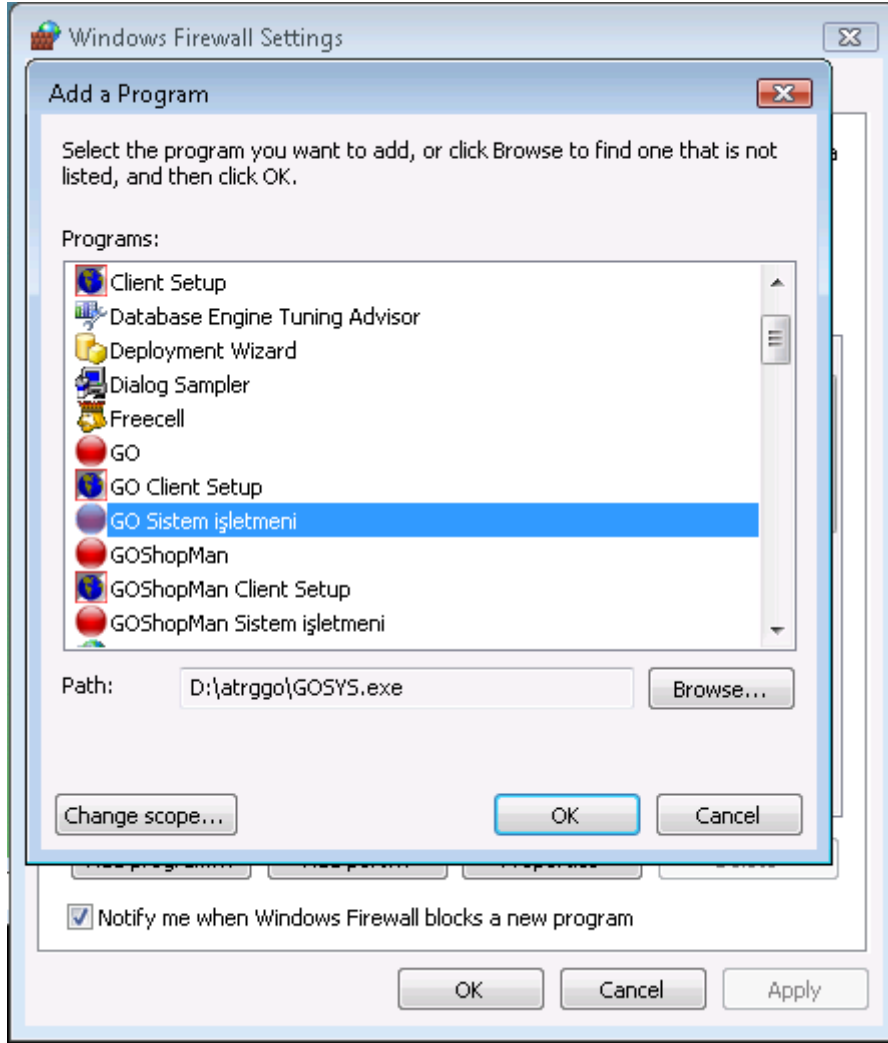 Windows Firewall Settings
Add a Program
Select the program you want to add, or click Browse to find one that is not
listed, and then click OK.
Programs:
Client Setup
Database Engine Tuning Advisor
Deployment Wizard
Dialog Sampler
Freecell
GO
GO Client Setup
GO Sistem işletmeni
GOShopMan
GOShopMan Client Setup
GOShopMan Sistem işletmeni
Path: D:\atrggo\GOSYS.exe Browse...
Change scope... OK Cancel
Notify me when Windows Firewall blocks a new program
OK Cancel Apply